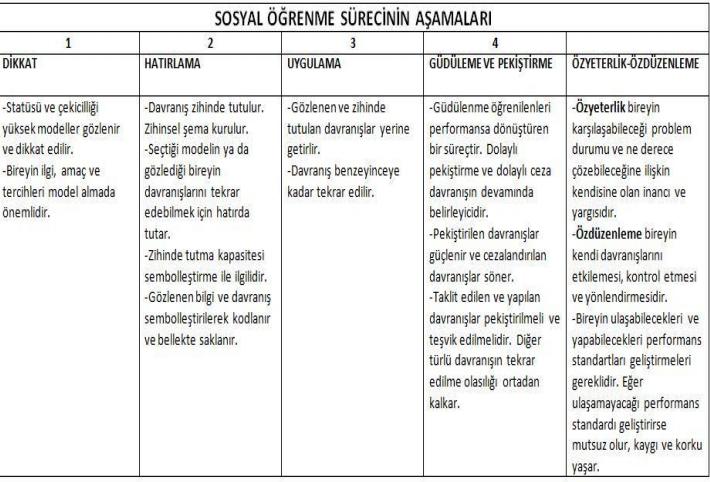 SOSYAL ÖĞRENME SÜRECİNİN AŞAMALARI
1
2
3
4
DİKKAT
HATIRLAMA
UYGULAMA
GÜDÜLEME VE PEKİŞTİRME
ÖZYETERLİK-ÖZDÜZENLEME
-Statüsü ve çekiciliği
yüksek modeller gözlenir
ve dikkat edilir.
-Bireyin ilgi, amaç ve
tercihleri model almada
önemlidir.
-Davranış zihinde tutulur.
Zihinsel şema kurulur.
-Seçtiği modelin ya da
gözlediği bireyin
davranışlarını tekrar
edebilmek için hatırda
tutar.
-Zihinde tutma kapasitesi
sembolleştirme ile ilgilidir.
-Gözlenen bilgi ve davranış
sembolleştirilerek kodlanır
ve bellekte saklanır.
-Gözlenen ve zihinde
tutulan davranışlar yerine
getirlir.
-Davranış benzeyinceye
kadar tekrar edilir.
-Güdülenme öğrenilenleri
performansa dönüştüren
bir süreçtir. Dolaylı
pekiştirme ve dolaylı ceza
davranışın devamında
belirleyicidir.
-Pekiştirilen davranışlar
güçlenir ve cezalandırılan
davranışlar söner.
-Taklit edilen ve yapılan
davranışlar pekiştirilmeli ve
teşvik edilmelidir. Diğer
türlü davranışın tekrar
edilme olasılığı ortadan
kalkar.
-Özyeterlik bireyin
karşılaşabileceği problem
durumu ve ne derece
çözebileceğine ilişkin
kendisine olan inancı ve
yargısıdır.
-Özdüzenleme bireyin
kendi davranışlarını
etkilemesi, kontrol etmesi
ve yönlendirmesidir.
-Bireyin ulaşabilecekleri ve
yapabilecekleri performans
standartları geliştirmeleri
gereklidir. Eğer
ulaşamayacağı performans
standardı geliştirirse
mutsuz olur, kaygı ve korku
yaşar.